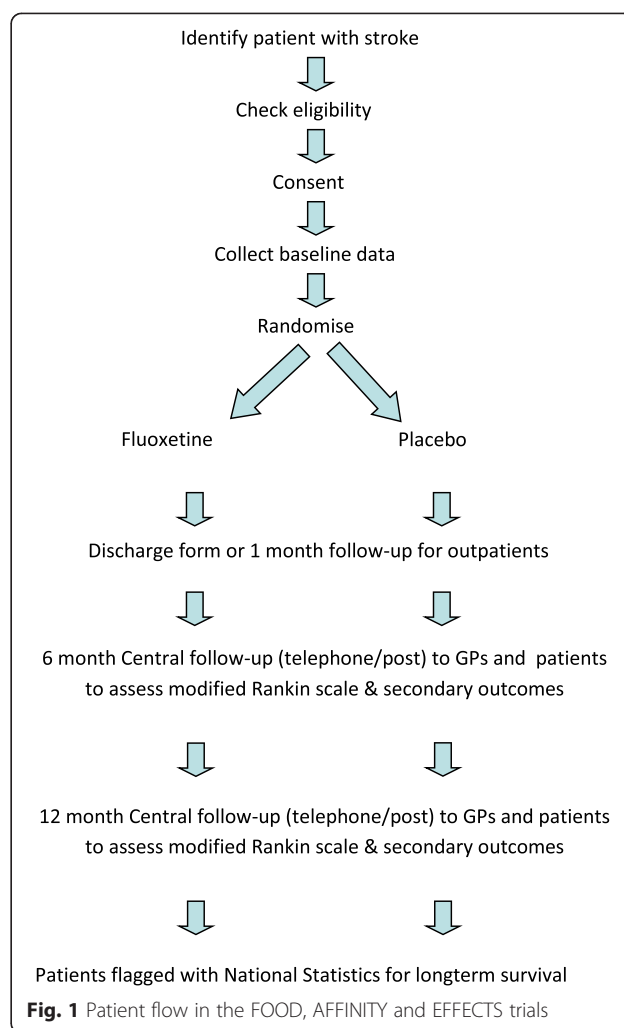 Identify patient with stroke
Check eligibility
Consent
Collect baseline data
Randomise
Fluoxetine
Placebo
Discharge form or 1 month follow-up for outpatients
6 month Central follow-up (telephone/post) to GPs and patients
to assess modified Rankin scale & secondary outcomes
12 month Central follow-up (telephone/post) to GPs and patients
to assess modified Rankin scale & secondary outcomes
Patients flagged with National Statistics for longterm survival
Fig. 1 Patient flow in the FOOD, AFFINITY and EFFECTS trials